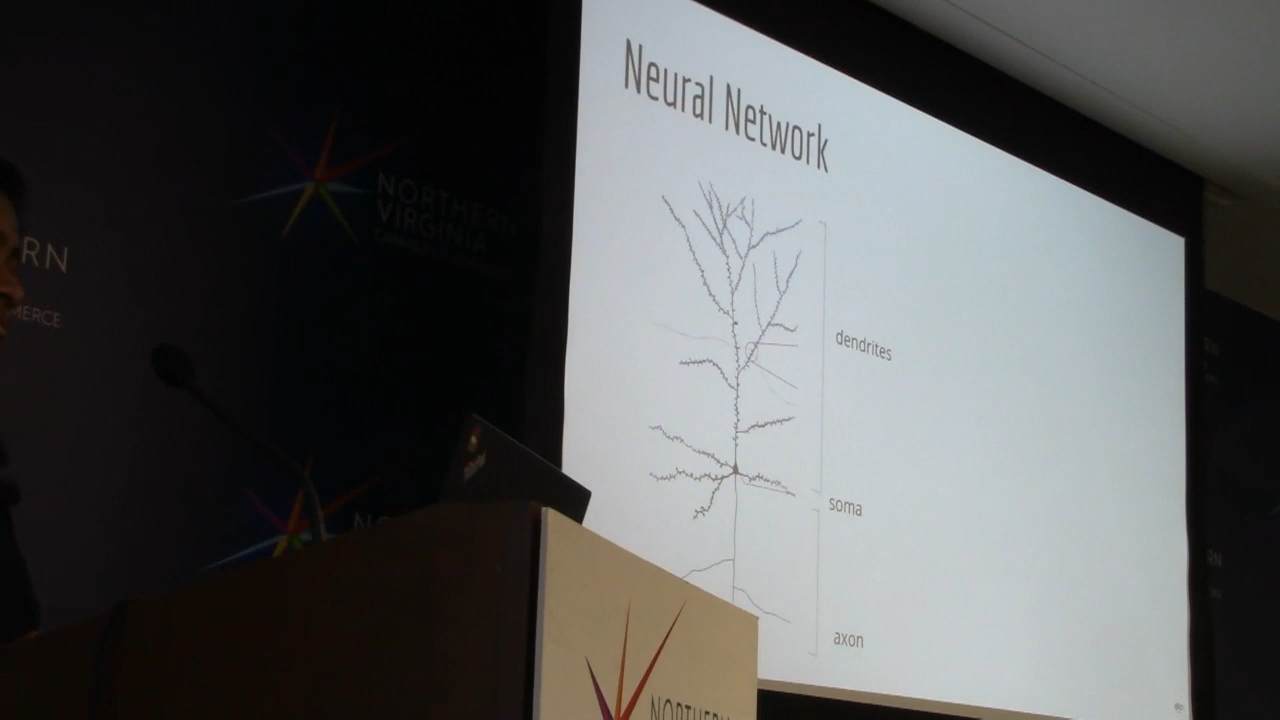 Neural Network
NORTHERN
VIRGINIA
RN
MERCE
dendrites
soma
axon
NORTHERN